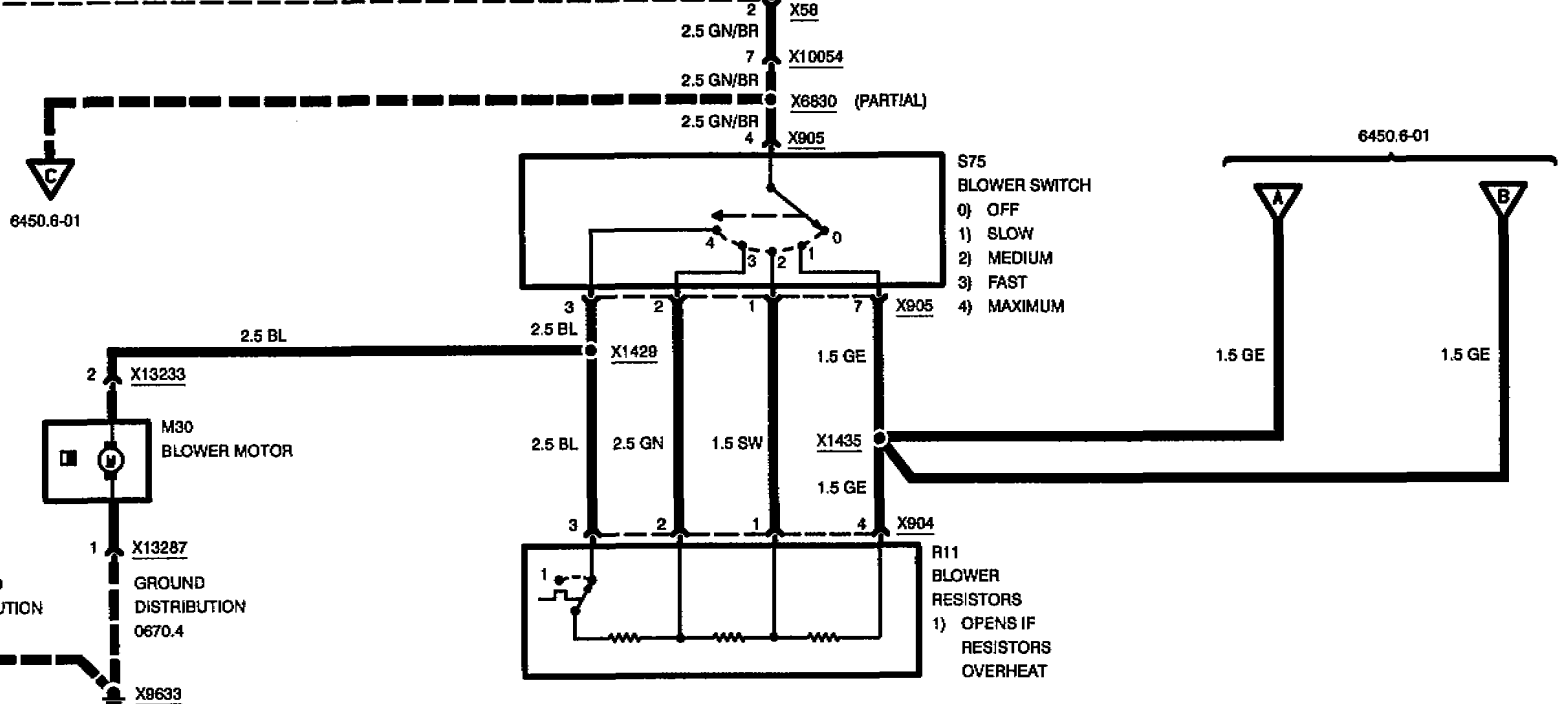 2 X58
2.5 GN/BR
7 X10054
2.5 GN/BR
X6830 (PARTIAL)
2.5 GN/BR
4 X905
C
6450.6-01
6450.6-01
A
B
S75
BLOWER SWITCH
0) OFF
1) SLOW
2) MEDIUM
3) FAST
4) MAXIMUM
4
3
2
1
0
3 2 1 7 X905
2.5 BL
2.5 BL
X1429
1.5 GE
1.5 GE
1.5 GE
2 X13233
M30
BLOWER MOTOR
M
2.5 BL
2.5 GN
1.5 SW
X1435
1.5 GE
3 2 1 4 X904
1 X13287
GROUND
DISTRIBUTION
0670.4
UTION
X9633
1
R11
BLOWER
RESISTORS
1) OPENS IF
RESISTORS
OVERHEAT